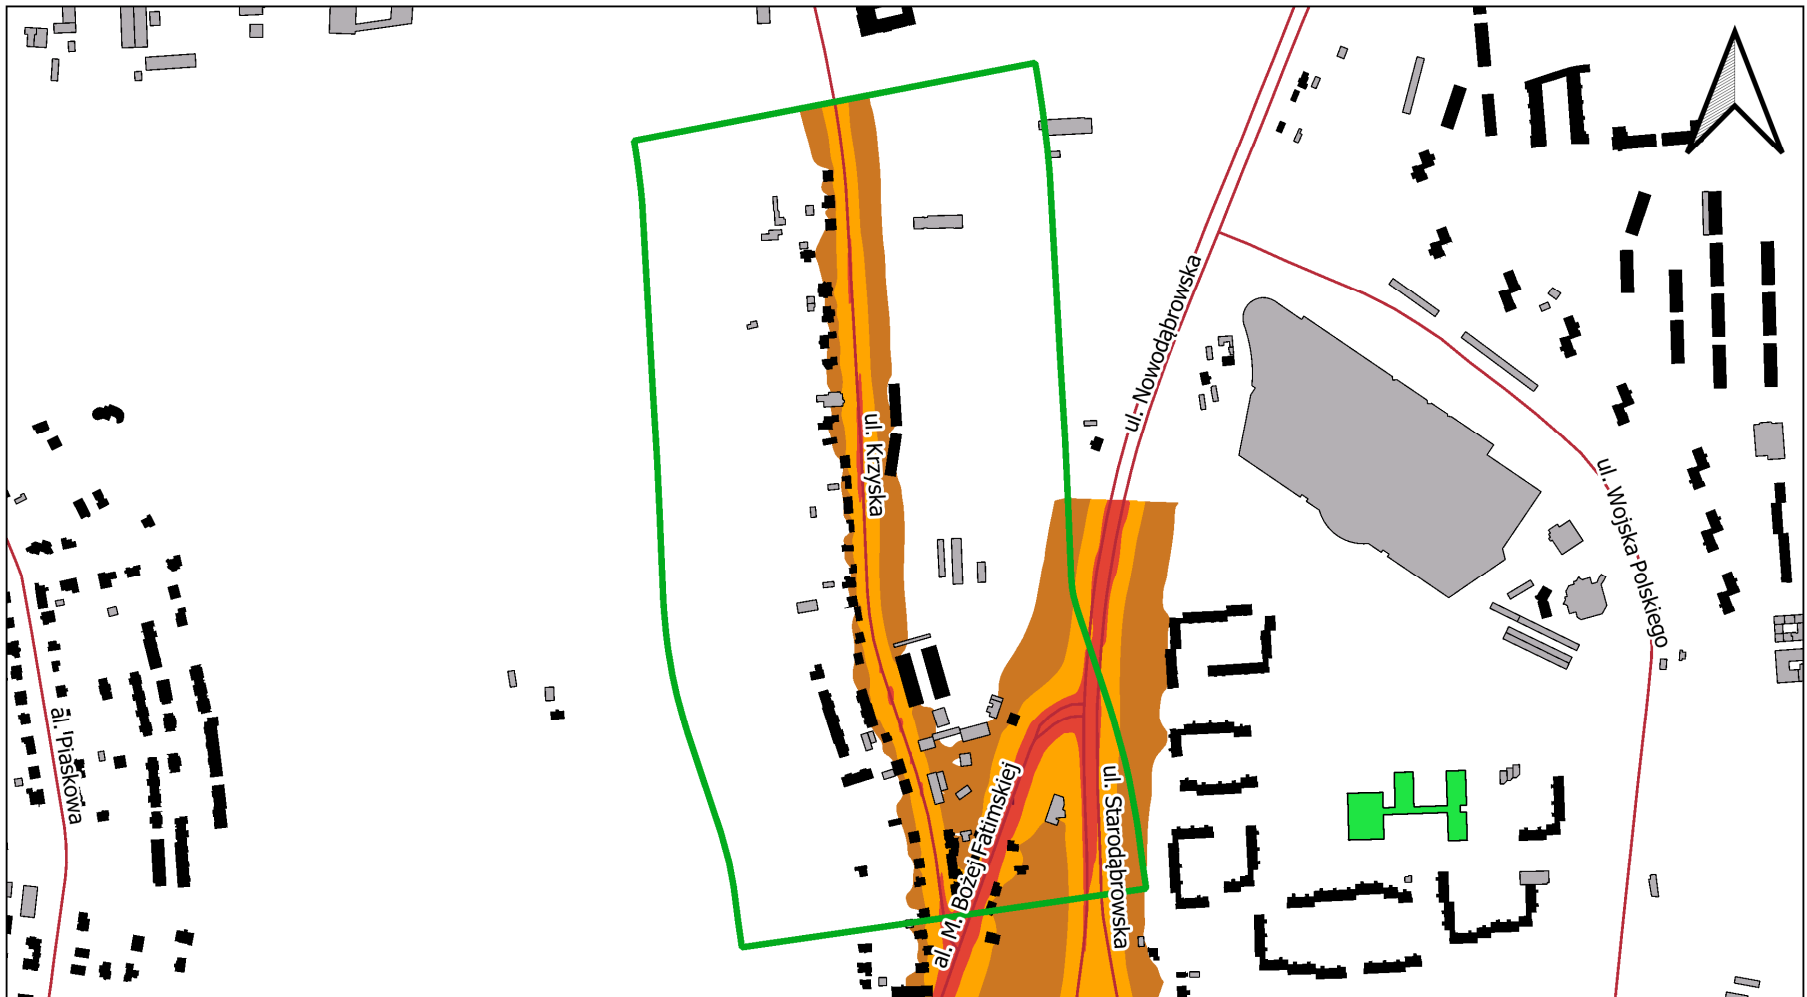 ul. Nowodąbrowska
ul. Krzyska
ul. Wojska Polskiego
al. Piaskowa
al. M. Bożej Fatimskiej
ul. Starodąbrowska